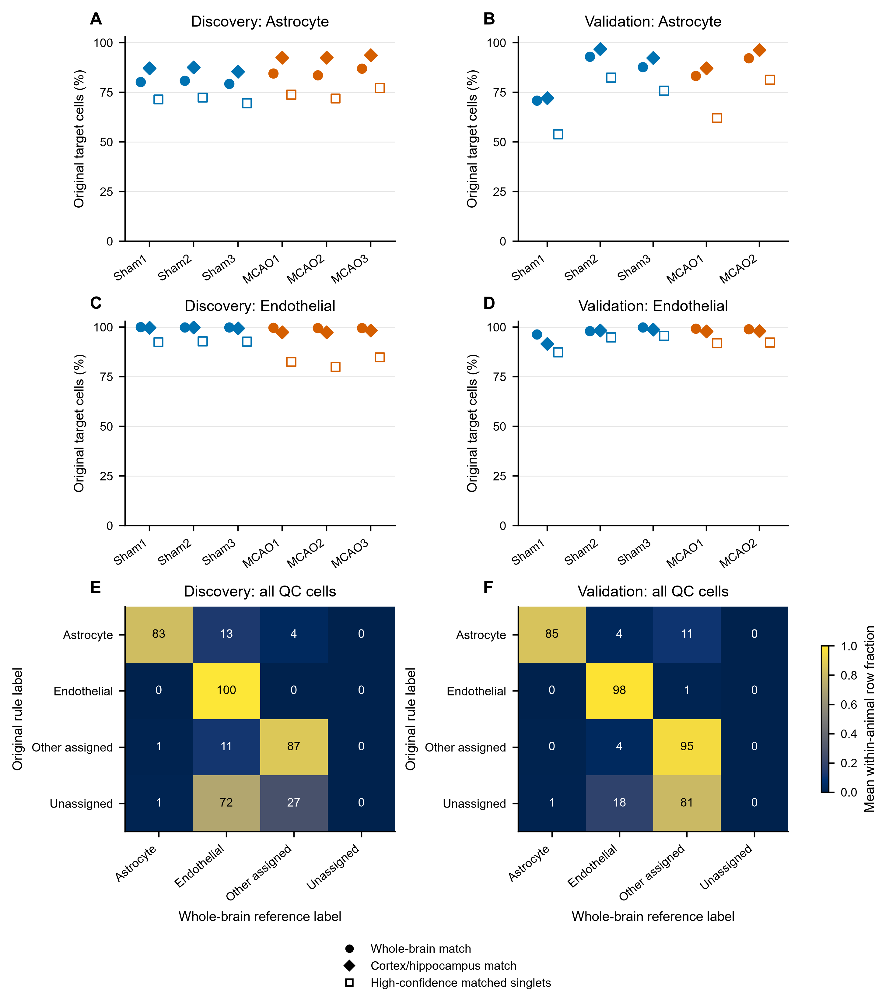 A
Discovery: Astrocyte
Original target cells (%)
100
75
50
25
0
Sham1
Sham2
Sham3
MCAO1
MCAO2
MCAO3
B
Validation: Astrocyte
Original target cells (%)
100
75
50
25
0
Sham1
Sham2
Sham3
MCAO1
MCAO2
C
Discovery: Endothelial
Original target cells (%)
100
75
50
25
0
Sham1
Sham2
Sham3
MCAO1
MCAO2
MCAO3
D
Validation: Endothelial
Original target cells (%)
100
75
50
25
0
Sham1
Sham2
Sham3
MCAO1
MCAO2
E
Discovery: all QC cells
Original rule label
Astrocyte 83 13 4 0
Endothelial 0 100 0 0
Other assigned 1 11 87 0
Unassigned 1 72 27 0
Astrocyte
Endothelial
Other assigned
Unassigned
Whole-brain reference label
F
Validation: all QC cells
Original rule label
Astrocyte 85 4 11 0
Endothelial 0 98 1 0
Other assigned 0 4 95 0
Unassigned 1 18 81 0
Astrocyte
Endothelial
Other assigned
Unassigned
Whole-brain reference label
1.0
0.8
0.6
0.4
0.2
0.0
Mean within-animal row fraction
Whole-brain match
Cortex/hippocampus match
High-confidence matched singlets